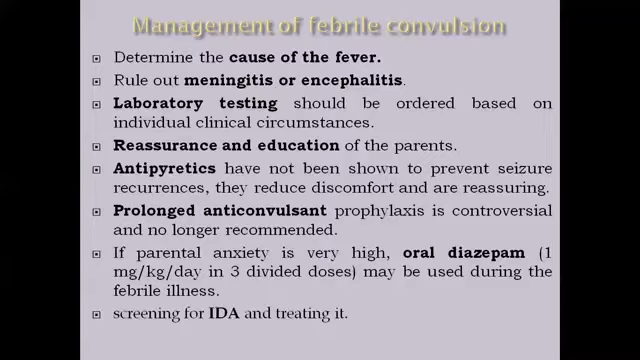 Management of febrile convulsion
Determine the cause of the fever.
Rule out meningitis or encephalitis.
Laboratory testing should be ordered based on
individual clinical circumstances.
Reassurance and education of the parents.
Antipyretics have not been shown to prevent seizure
recurrences, they reduce discomfort and are reassuring.
Prolonged anticonvulsant prophylaxis is controversial
and no longer recommended.
If parental anxiety is very high, oral diazepam (1
mg/kg/day in 3 divided doses) may be used during the
febrile illness.
screening for IDA and treating it.